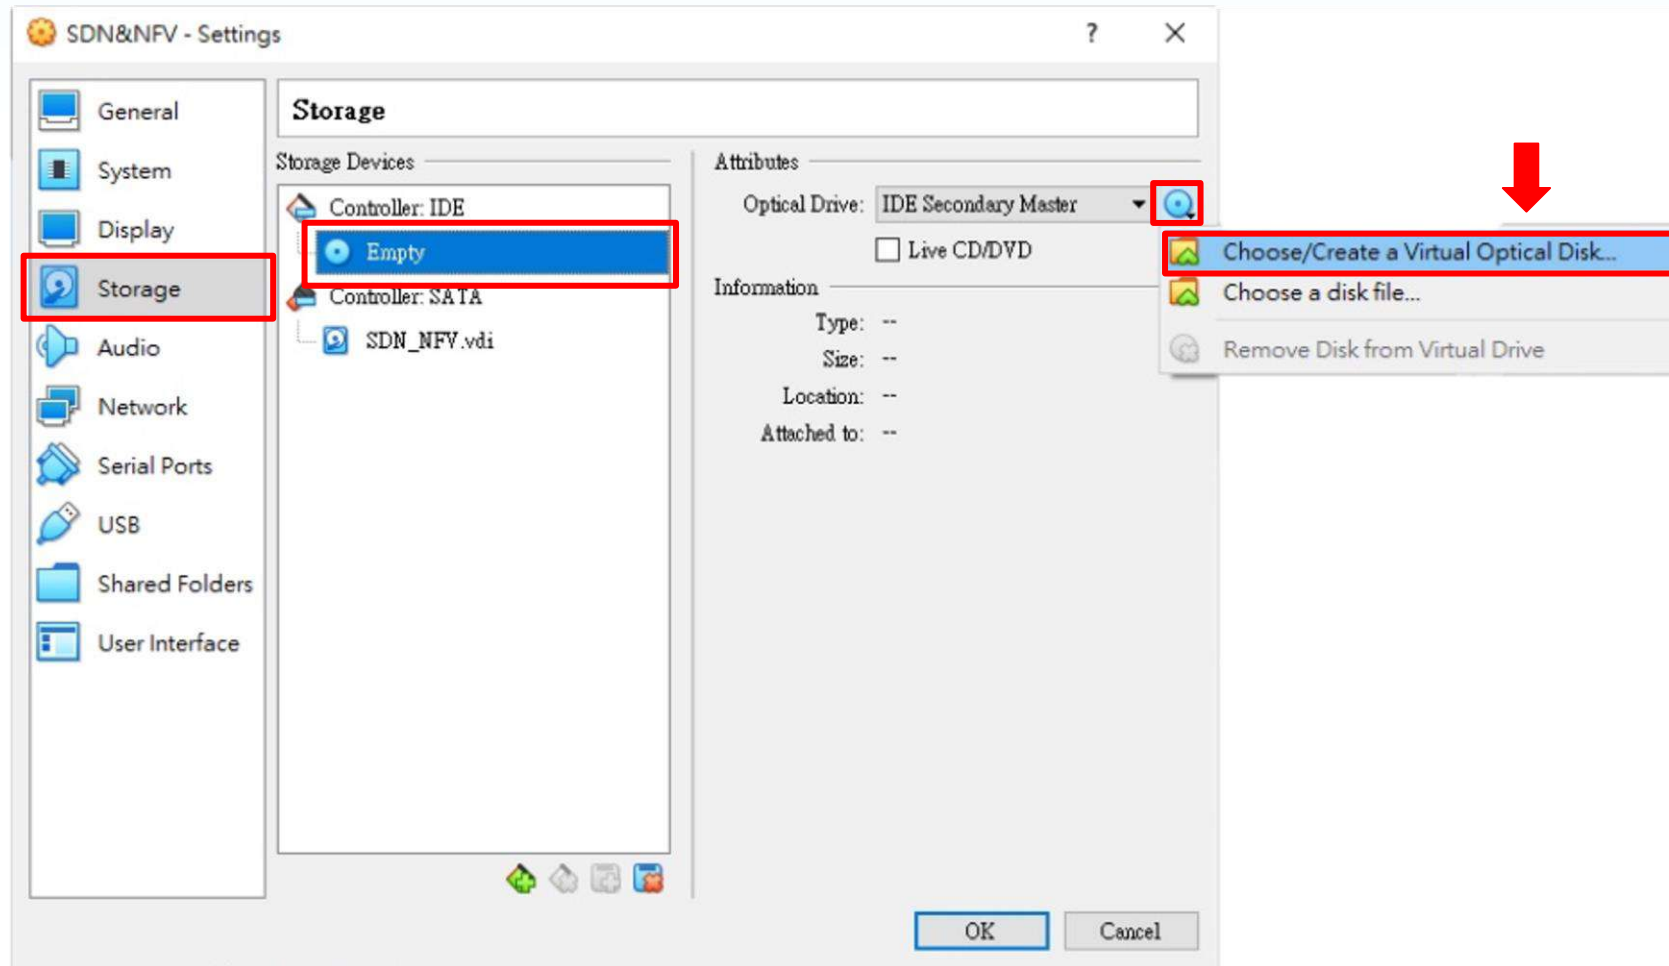 SDN&NFV - Settings
?
General
System
Display
Storage
Audio
Network
Serial Ports
USB
Shared Folders
User Interface
Storage
Storage Devices
Controller: IDE
Empty
Controller: SATA
SDN_NFV.vdi
Attributes
Optical Drive: IDE Secondary Master
Live CD/DVD
Information
Type: --
Size: --
Location: --
Attached to: --
Choose/Create a Virtual Optical Disk...
Choose a disk file...
Remove Disk from Virtual Drive
OK
Cancel